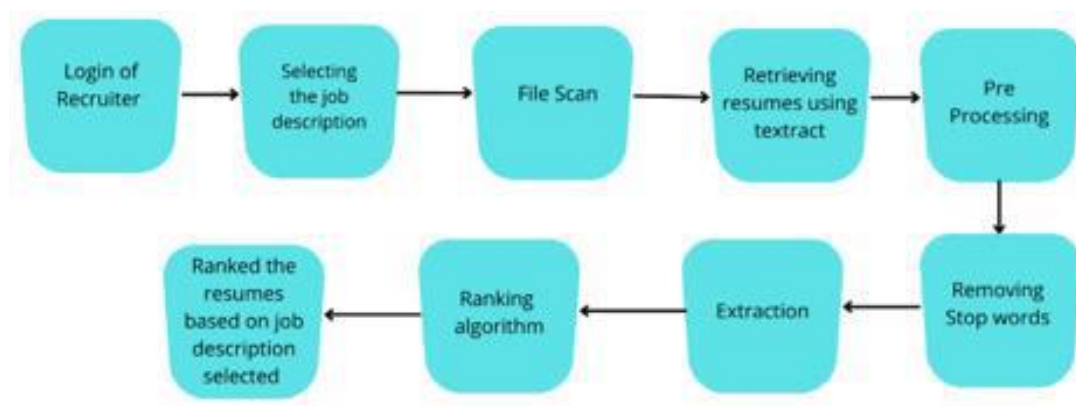 Login of
Recruiter
Selecting
the job
description
File Scan
Retrieving
resumes using
textract
Pre
Processing
Removing
Stop words
Extraction
Ranking
algorithm
Ranked the
resumes
based on job
description
selected